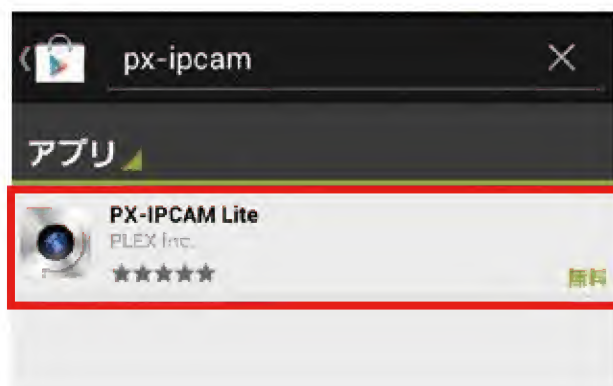 px-ipcam
アプリ
PX-IPCAM Lite
PLEX Inc.
無料